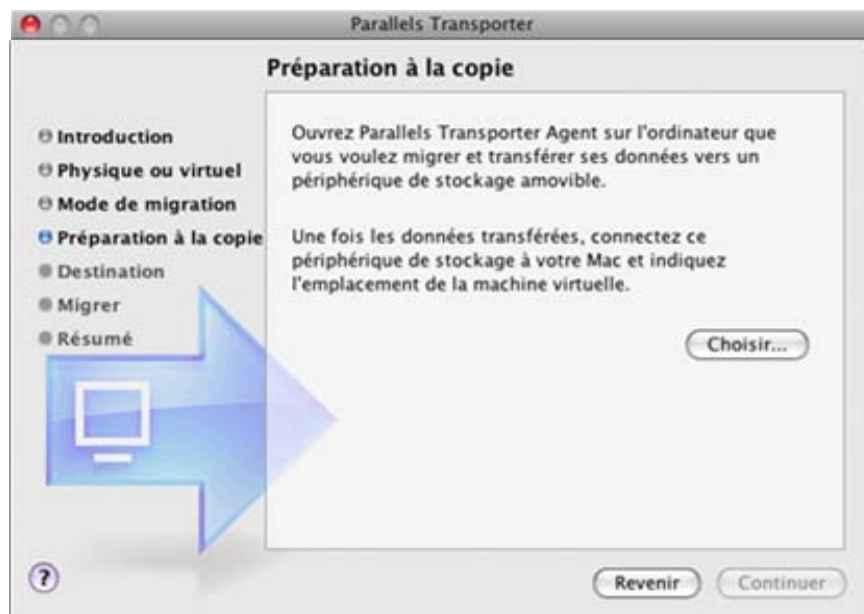 Parallels Transporter
Préparation à la copie
Introduction
Physique ou virtuel
Mode de migration
Préparation à la copie
Destination
Migrer
Résumé
Ouvrez Parallels Transporter Agent sur l'ordinateur que
vous voulez migrer et transférer ses données vers un
périphérique de stockage amovible.
Une fois les données transférées, connectez ce
périphérique de stockage à votre Mac et indiquez
l'emplacement de la machine virtuelle.
Choisir...
?
Revenir
Continuer